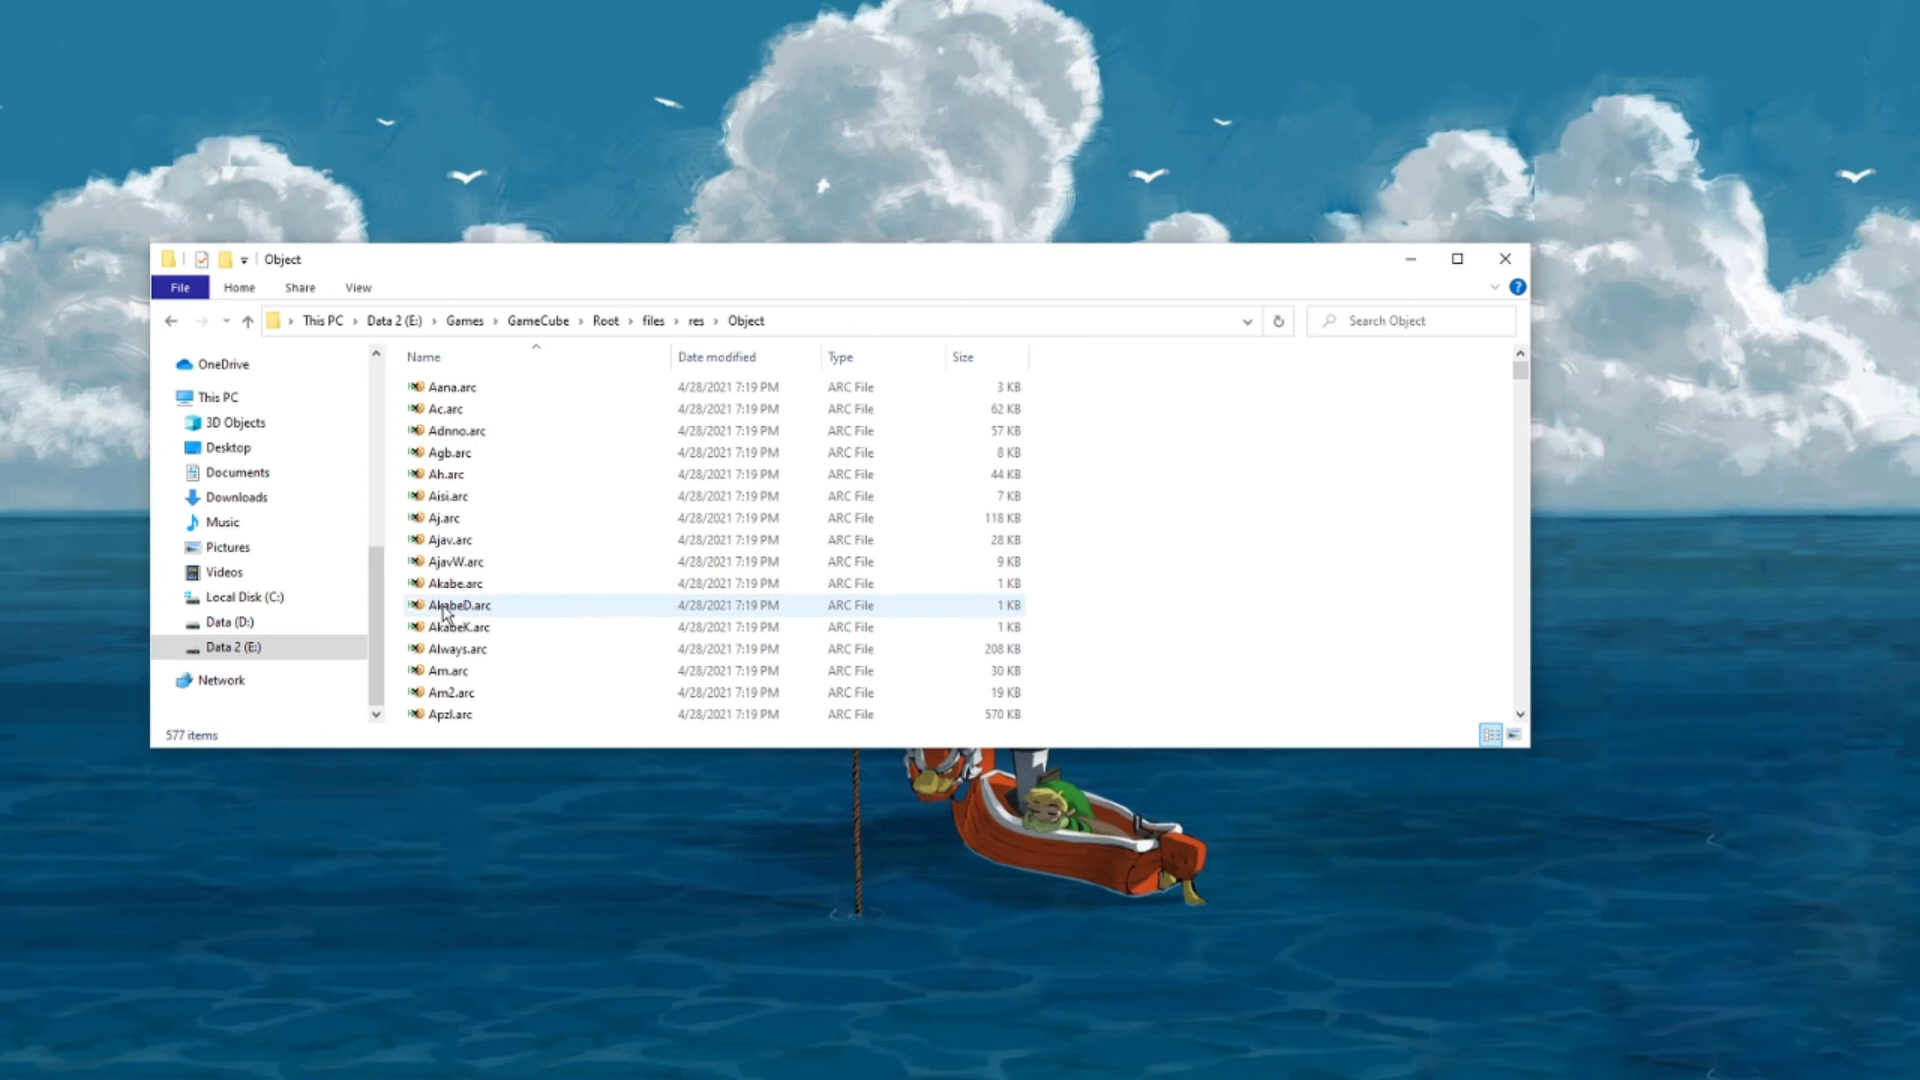 Object
File Home Share View
This PC Data 2 (E:) Games GameCube Root files res Object Search Object
Name Date modified Type Size
OneDrive
This PC
3D Objects
Desktop
Documents
Downloads
Music
Pictures
Videos
Local Disk (C:)
Data (D:)
Data 2 (E:)
Network
Aana.arc 4/28/2021 7:19 PM ARC File 3 KB
Ac.arc 4/28/2021 7:19 PM ARC File 62 KB
Adnno.arc 4/28/2021 7:19 PM ARC File 57 KB
Agb.arc 4/28/2021 7:19 PM ARC File 8 KB
Ah.arc 4/28/2021 7:19 PM ARC File 44 KB
Aisi.arc 4/28/2021 7:19 PM ARC File 7 KB
Aj.arc 4/28/2021 7:19 PM ARC File 118 KB
Ajav.arc 4/28/2021 7:19 PM ARC File 28 KB
AjavW.arc 4/28/2021 7:19 PM ARC File 9 KB
Akabe.arc 4/28/2021 7:19 PM ARC File 1 KB
AkabeD.arc 4/28/2021 7:19 PM ARC File 1 KB
AkabeK.arc 4/28/2021 7:19 PM ARC File 1 KB
Always.arc 4/28/2021 7:19 PM ARC File 208 KB
Am.arc 4/28/2021 7:19 PM ARC File 30 KB
Am2.arc 4/28/2021 7:19 PM ARC File 19 KB
Apzl.arc 4/28/2021 7:19 PM ARC File 570 KB
577 items